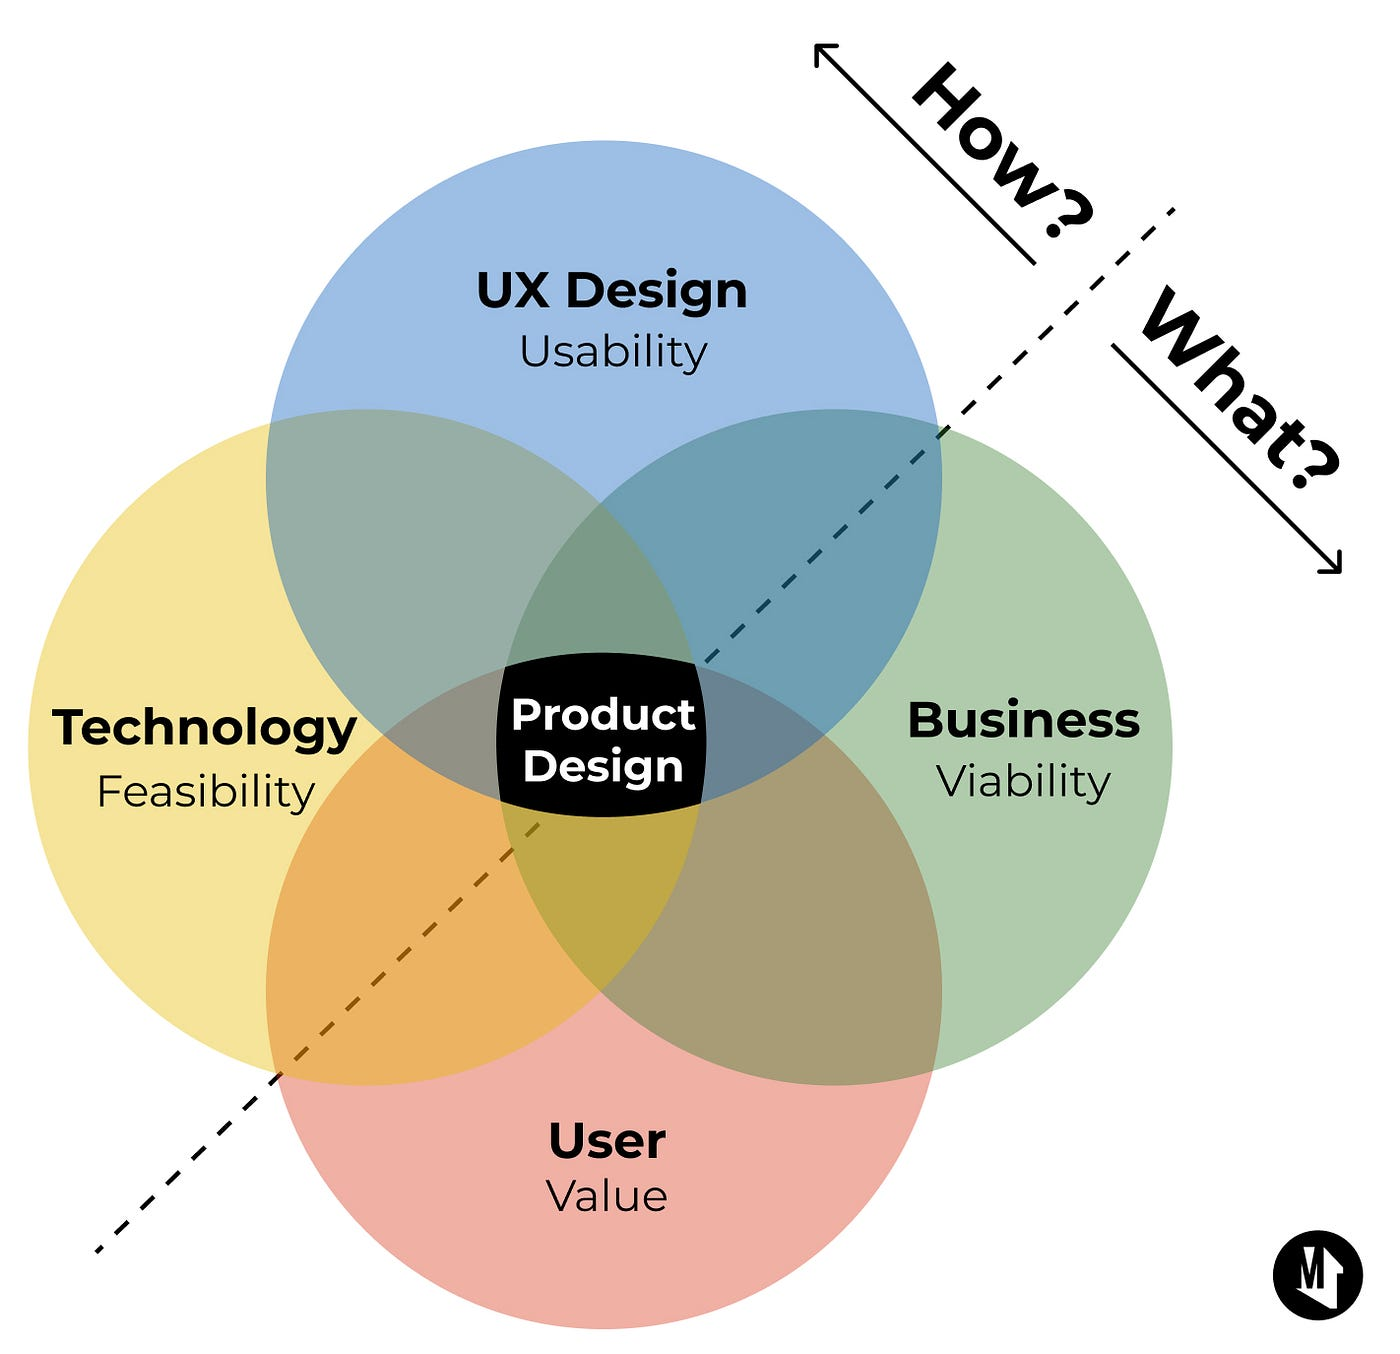 How?
What?
UX Design
Usability
Technology
Feasibility
Product
Design
Business
Viability
User
Value
M